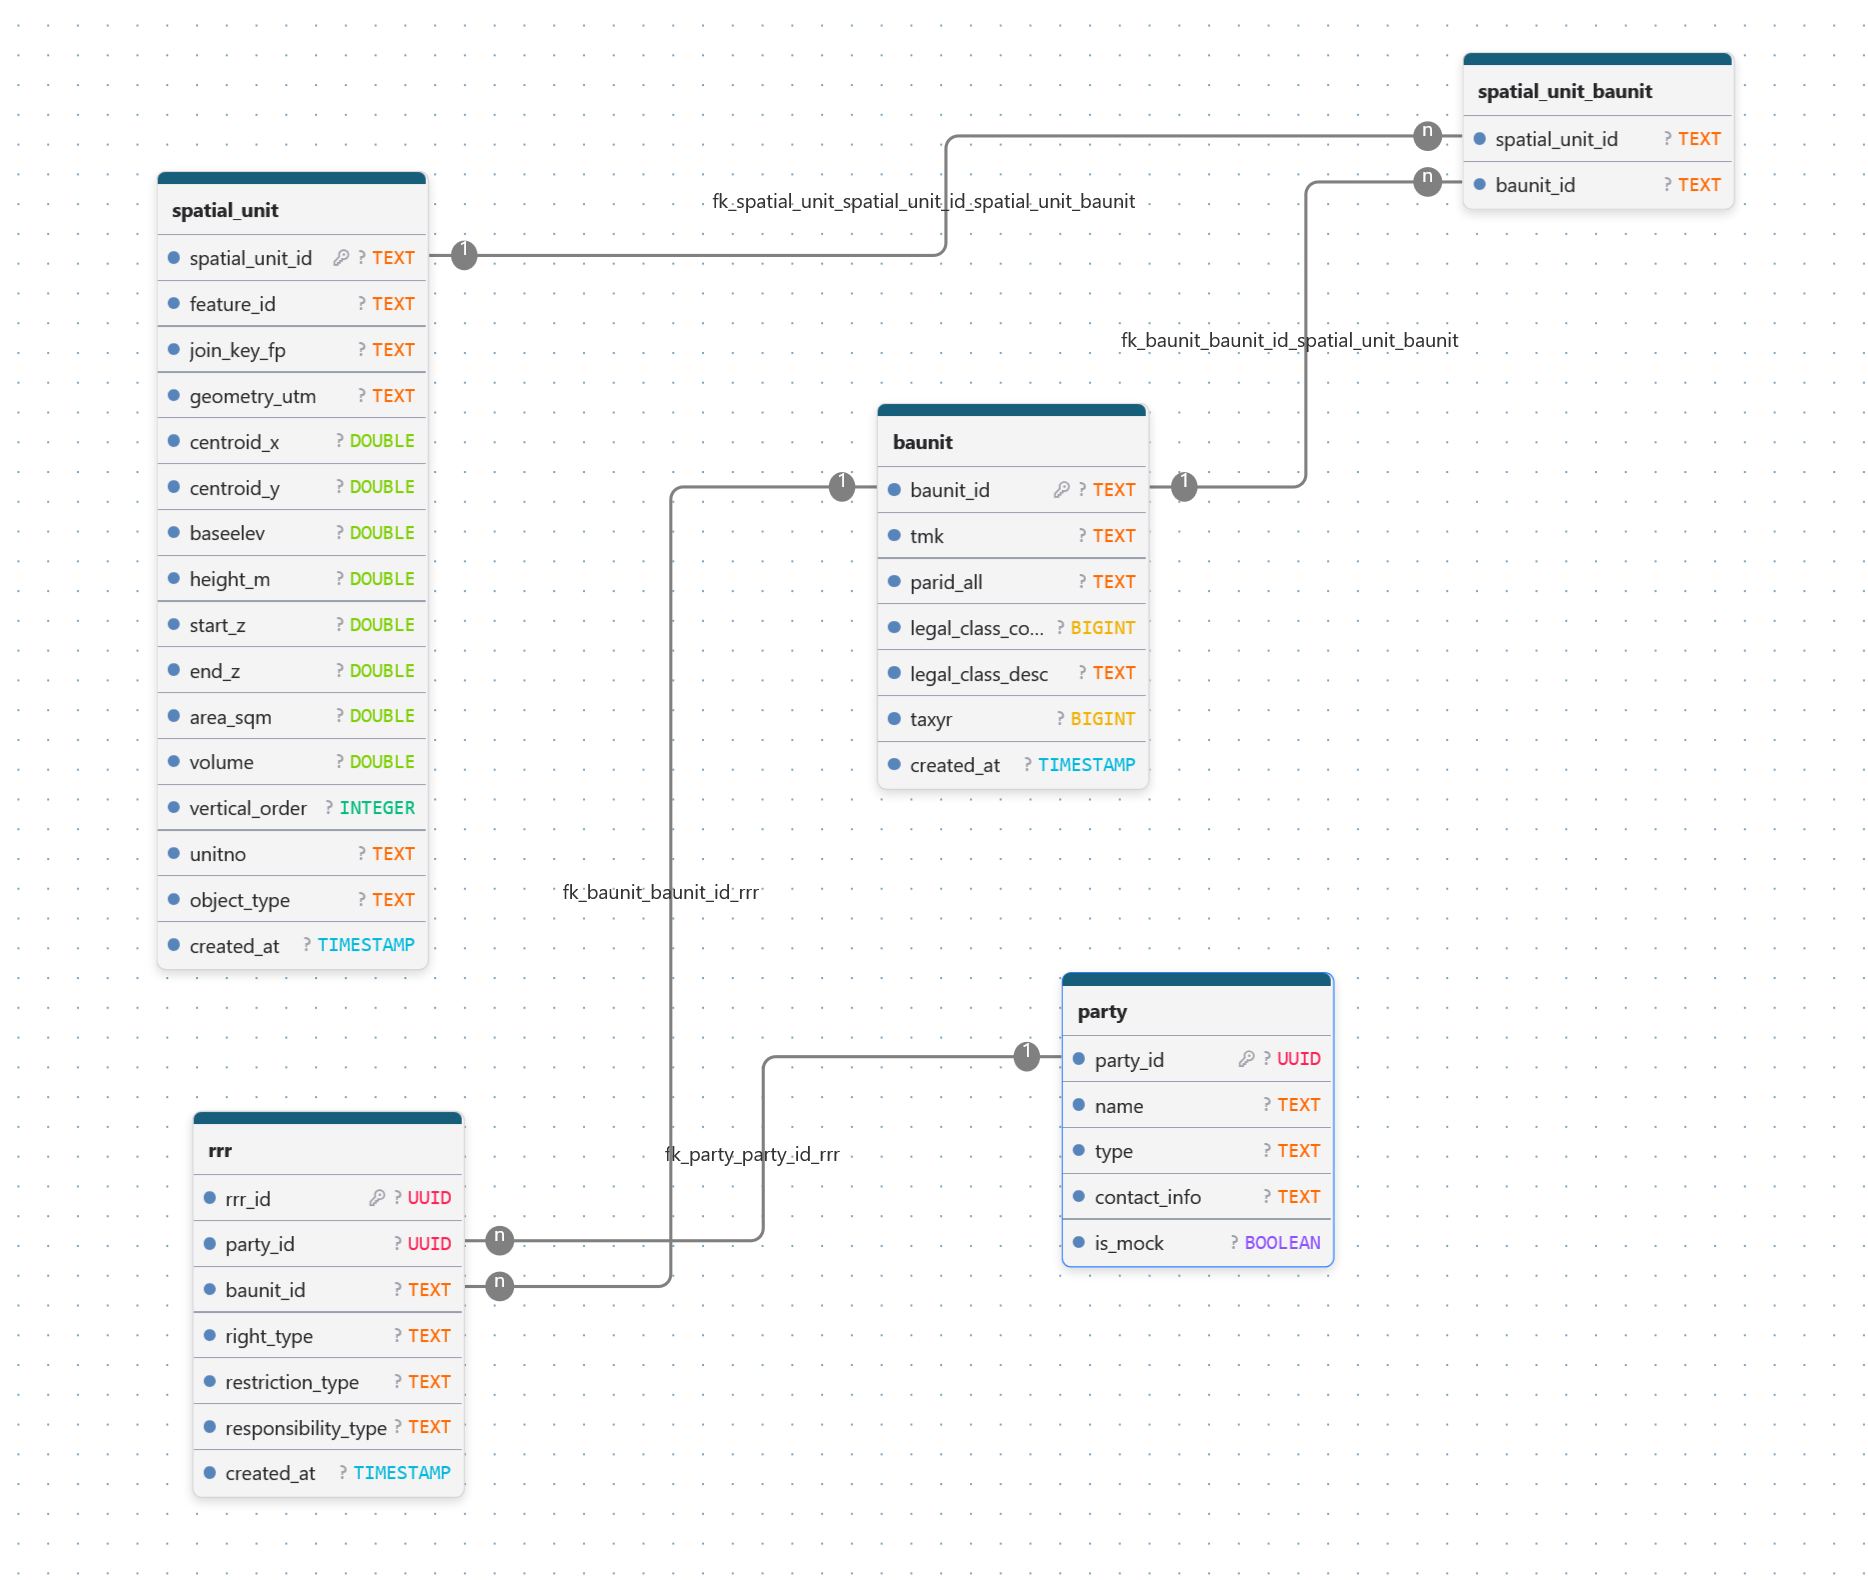 spatial_unit_baunit
spatial_unit_id ? TEXT
baunit_id ? TEXT
n
n
fk_spatial_unit_spatial_unit_id_spatial_unit_baunit
fk_baunit_baunit_id_spatial_unit_baunit
spatial_unit
spatial_unit_id ? TEXT
feature_id ? TEXT
join_key_fp ? TEXT
geometry_utm ? TEXT
centroid_x ? DOUBLE
centroid_y ? DOUBLE
baseelev ? DOUBLE
height_m ? DOUBLE
start_z ? DOUBLE
end_z ? DOUBLE
area_sqm ? DOUBLE
volume ? DOUBLE
vertical_order ? INTEGER
unitno ? TEXT
object_type ? TEXT
created_at ? TIMESTAMP
1
baunit
baunit_id ? TEXT
tmk ? TEXT
parid_all ? TEXT
legal_class_co... ? BIGINT
legal_class_desc ? TEXT
taxyr ? BIGINT
created_at ? TIMESTAMP
1
1
fk_baunit_baunit_id_rrr
party
party_id ? UUID
name ? TEXT
type ? TEXT
contact_info ? TEXT
is_mock ? BOOLEAN
1
fk_party_party_id_rrr
rrr
rrr_id ? UUID
party_id ? UUID
baunit_id ? TEXT
right_type ? TEXT
restriction_type ? TEXT
responsibility_type ? TEXT
created_at ? TIMESTAMP
n
n